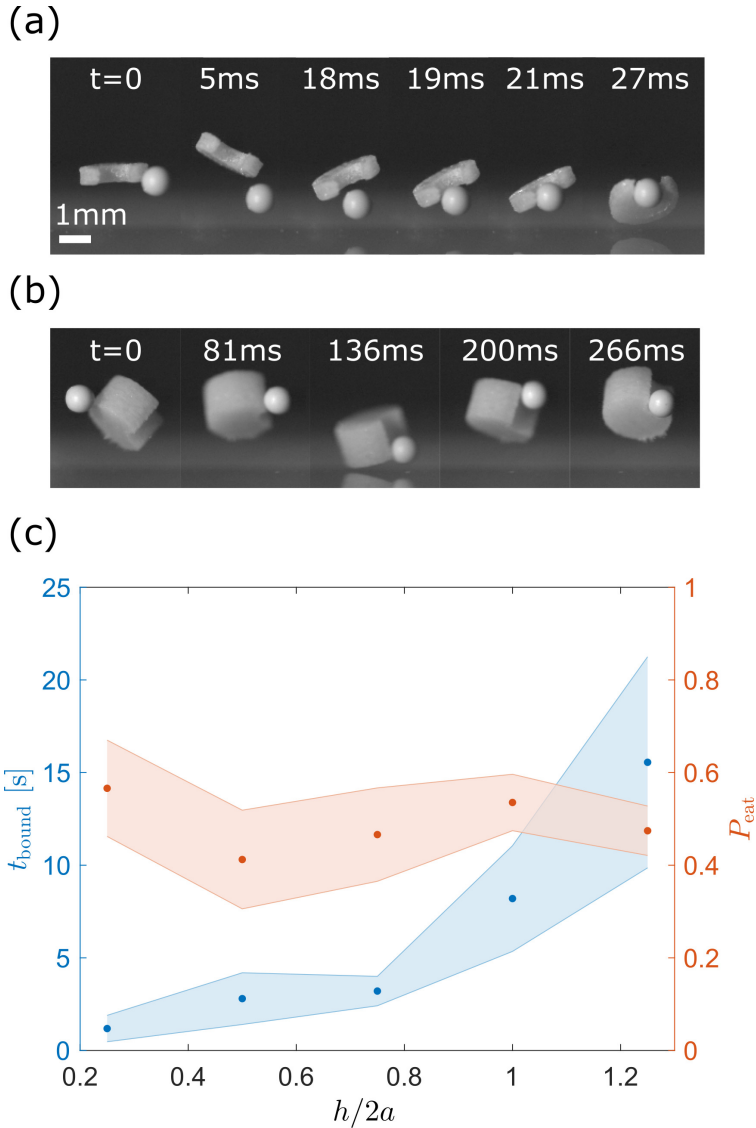 (a)
t=0 5ms 18ms 19ms 21ms 27ms
1mm
(b)
t=0 81ms 136ms 200ms 266ms
(c)
25 1
20 0.8
15 0.6
10 0.4
5 0.2
0 0
t_bound [s]
P_eat
0.2 0.4 0.6 0.8 1 1.2
h/2a